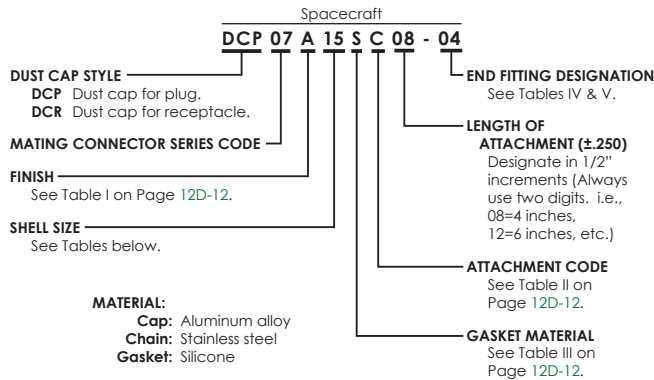 Spacecraft
DCP 07 A 15 S C 08 - 04
DUST CAP STYLE
DCP Dust cap for plug.
DCR Dust cap for receptacle.
MATING CONNECTOR SERIES CODE
FINISH
See Table I on Page 12D-12.
SHELL SIZE
See Tables below.
MATERIAL:
Cap: Aluminum alloy
Chain: Stainless steel
Gasket: Silicone
END FITTING DESIGNATION
See Tables IV & V.
LENGTH OF
ATTACHMENT (±.250)
Designate in 1/2”
increments (Always
use two digits. i.e.,
08=4 inches,
12=6 inches, etc.)
ATTACHMENT CODE
See Table II on
Page 12D-12.
GASKET MATERIAL
See Table III on
Page 12D-12.